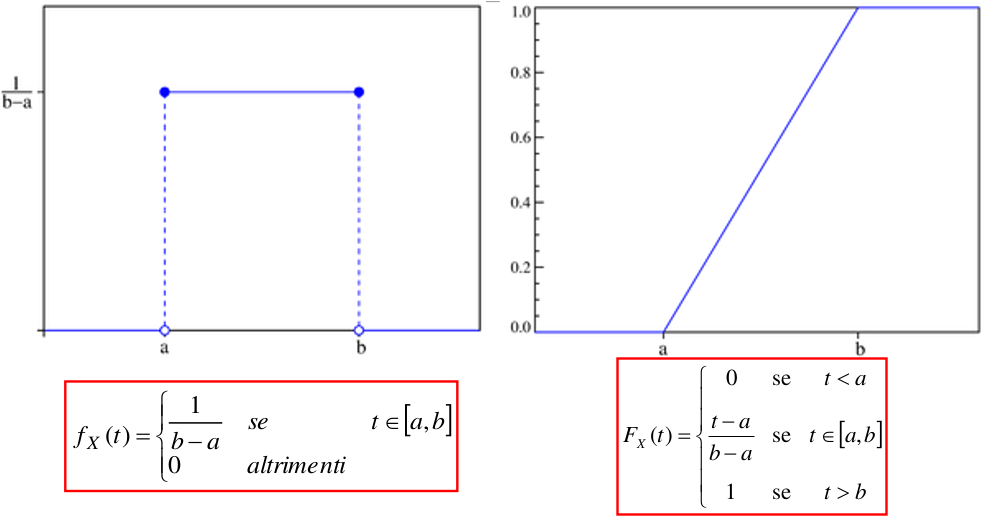 1
b−a
a
b
f_X(t) = { 1/(b − a) se t ∈ [a,b]
0 altrimenti
1.0
0.8
0.6
0.4
0.2
0.0
a
b
F_X(t) = { 0 se t < a
(t − a)/(b − a) se t ∈ [a,b]
1 se t > b